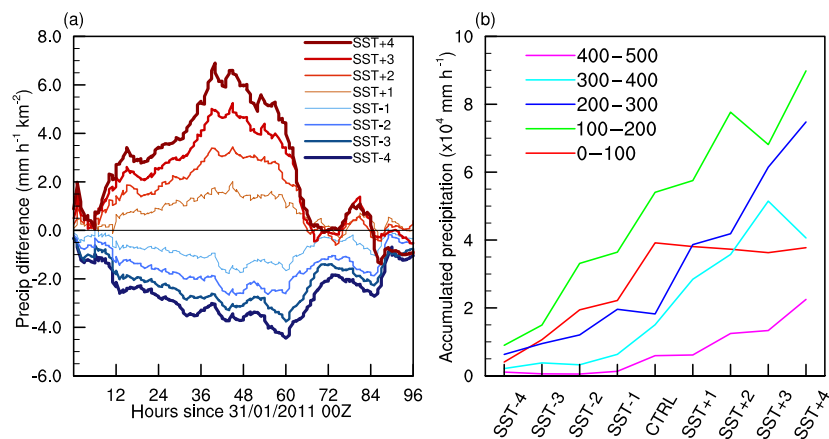 (a)
8.0
6.0
4.0
2.0
0.0
-2.0
-4.0
-6.0
Precip difference (mm h⁻¹ km⁻²)
SST+4
SST+3
SST+2
SST+1
SST-1
SST-2
SST-3
SST-4
12 24 36 48 60 72 84 96
Hours since 31/01/2011 00Z
(b)
10
8
6
4
2
0
Accumulated precipitation (x10⁴ mm h⁻¹)
400-500
300-400
200-300
100-200
0-100
SST-4 SST-3 SST-2 SST-1 CTRL SST+1 SST+2 SST+3 SST+4